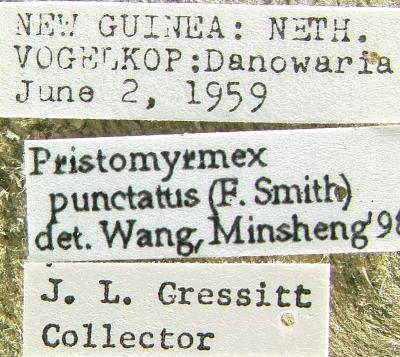 NEW GUINEA: NETH.
VOGELKOP:Danowaria
June 2, 1959
Pristomyrmex
punctatus (F. Smith)
det. Wang, Minsheng'98
J. L. Gressitt
Collector